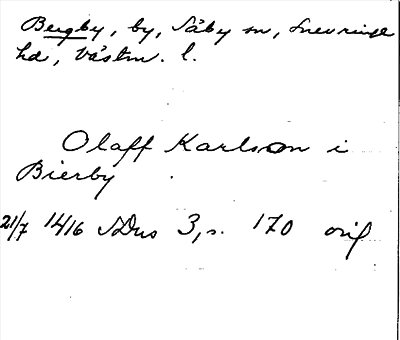 Bergby, by, Säby sn, Snevringe
hd, Västm. l.
Olaff Karlsson i
Bierby
21/7 1416 SDns 3, s. 170 orig